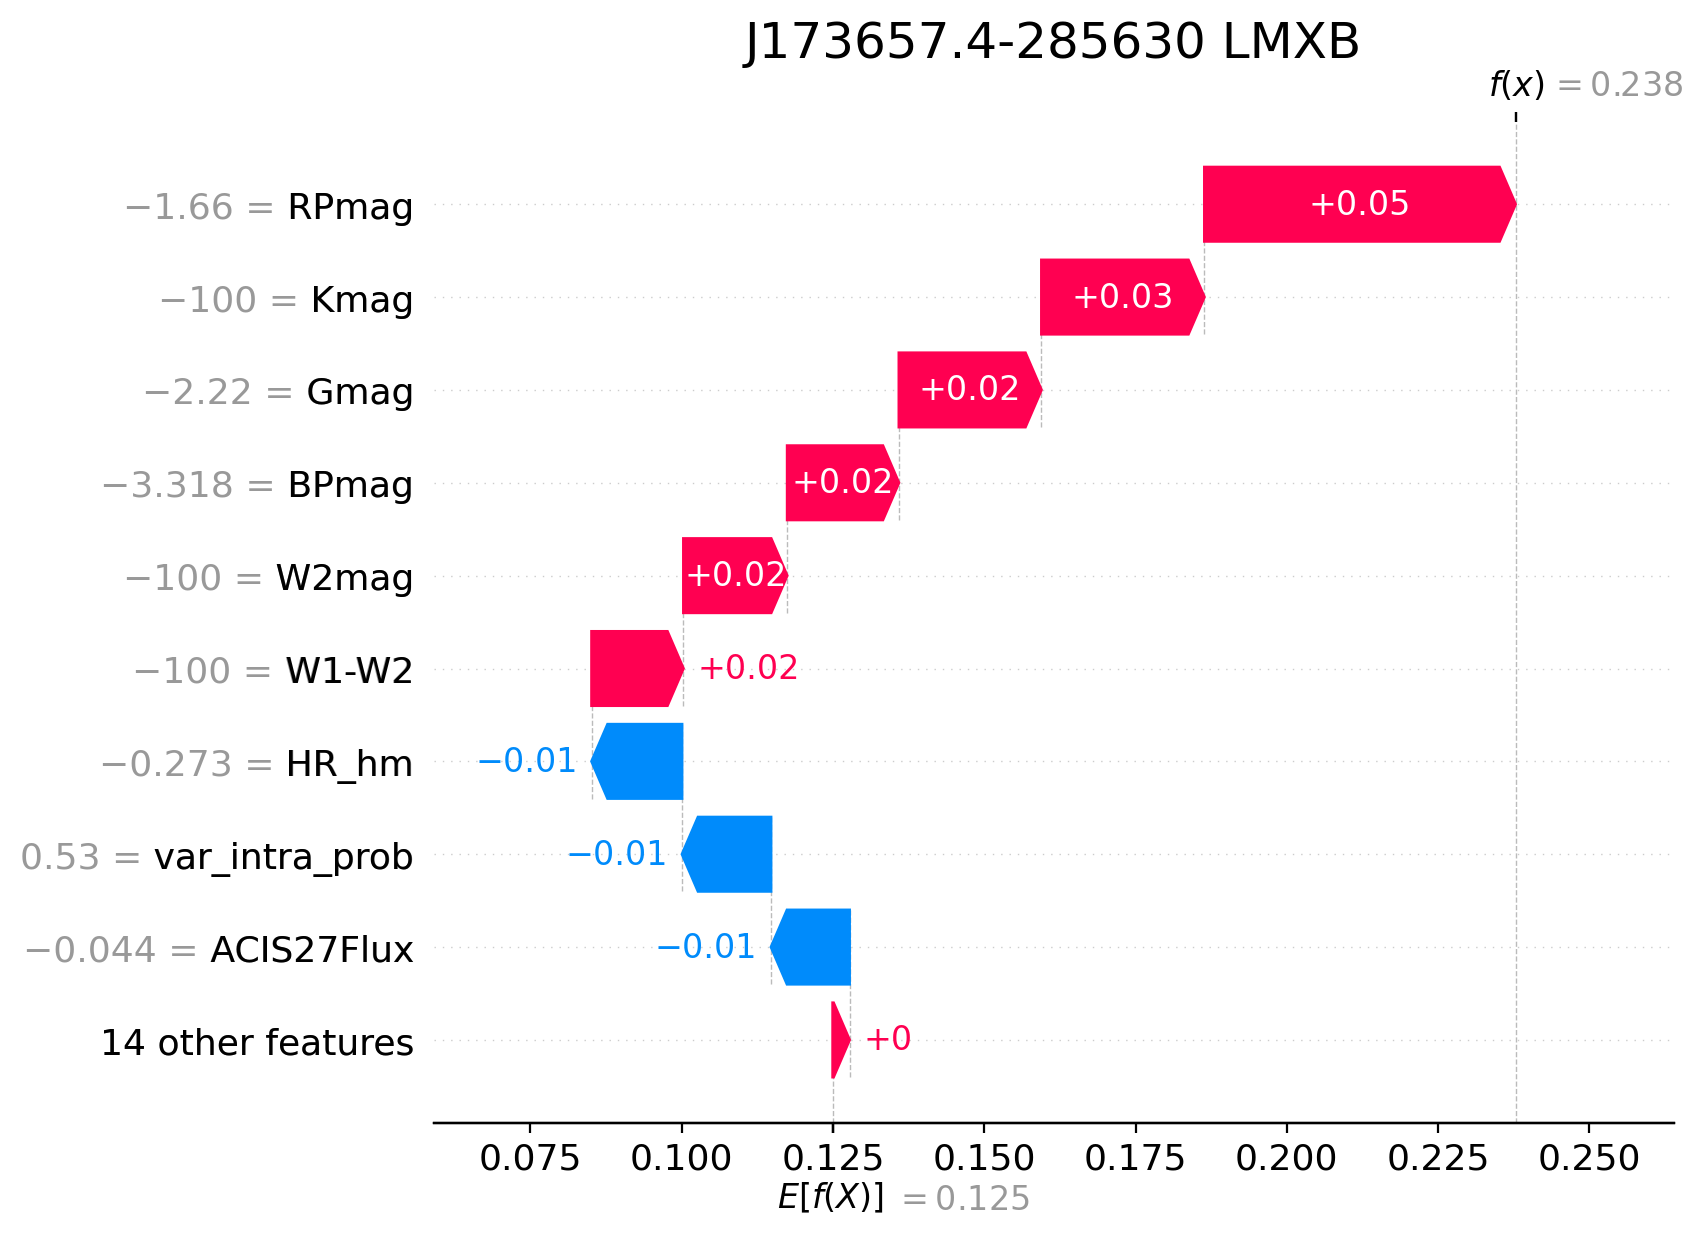 J173657.4-285630 LMXB
f(x) = 0.238
−1.66 = RPmag +0.05
−100 = Kmag +0.03
−2.22 = Gmag +0.02
−3.318 = BPmag +0.02
−100 = W2mag +0.02
−100 = W1-W2 +0.02
−0.273 = HR_hm −0.01
0.53 = var_intra_prob −0.01
−0.044 = ACIS27Flux −0.01
14 other features +0
0.075 0.100 0.125 0.150 0.175 0.200 0.225 0.250
E[f(X)] = 0.125